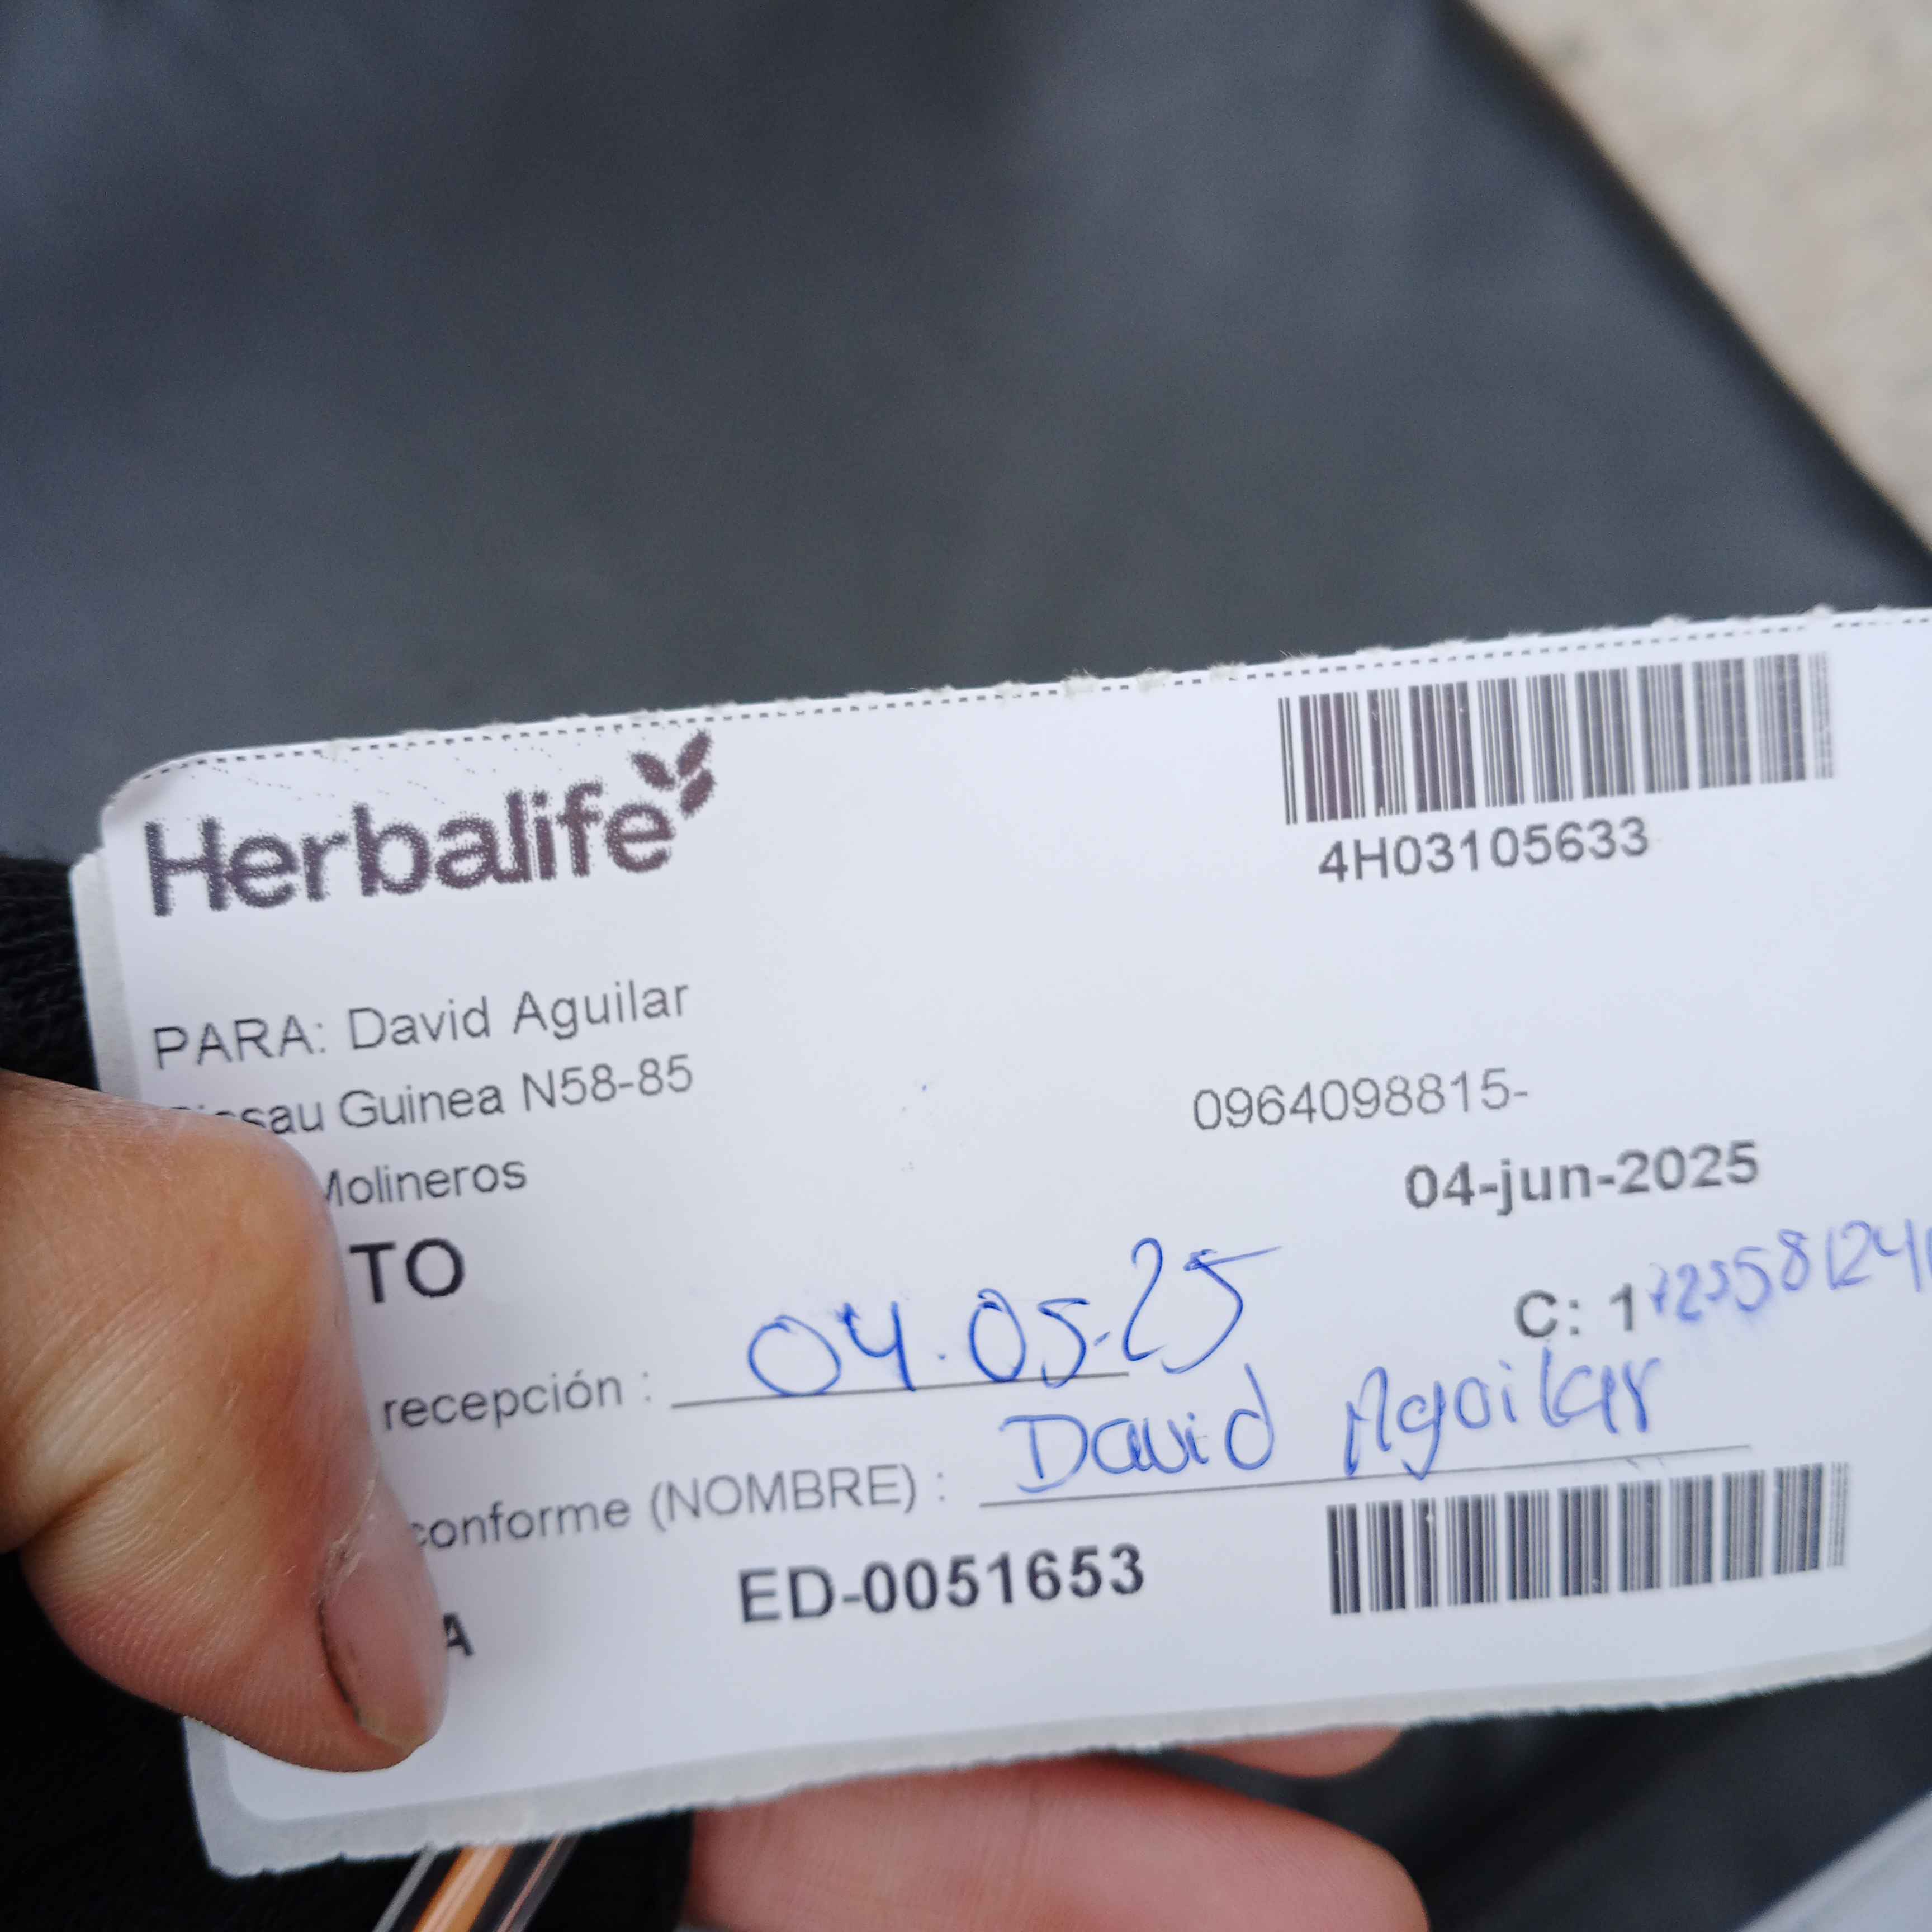 Herbalife
4H03105633
PARA: David Aguilar
Guinea N58-85
0964098815-
Molineros
04-jun-2025
TO
C: 1
recepción : 04.05.25
conforme (NOMBRE) : David Aguilar
A
ED-0051653